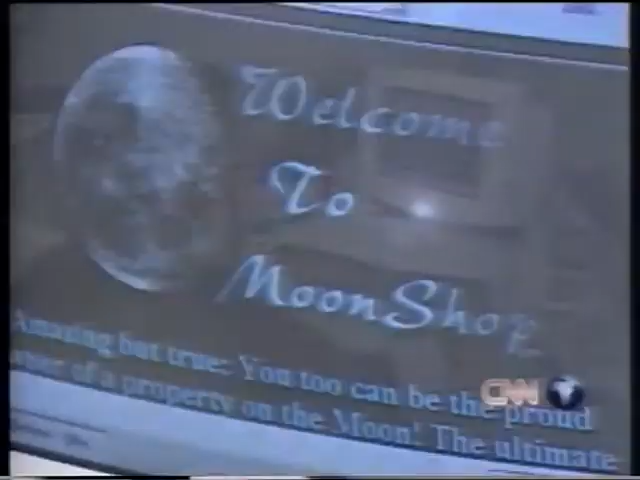 Welcome
To
MoonShop
Amazing but true: You too can be the proud
owner of a property on the Moon! The ultimate
CNN